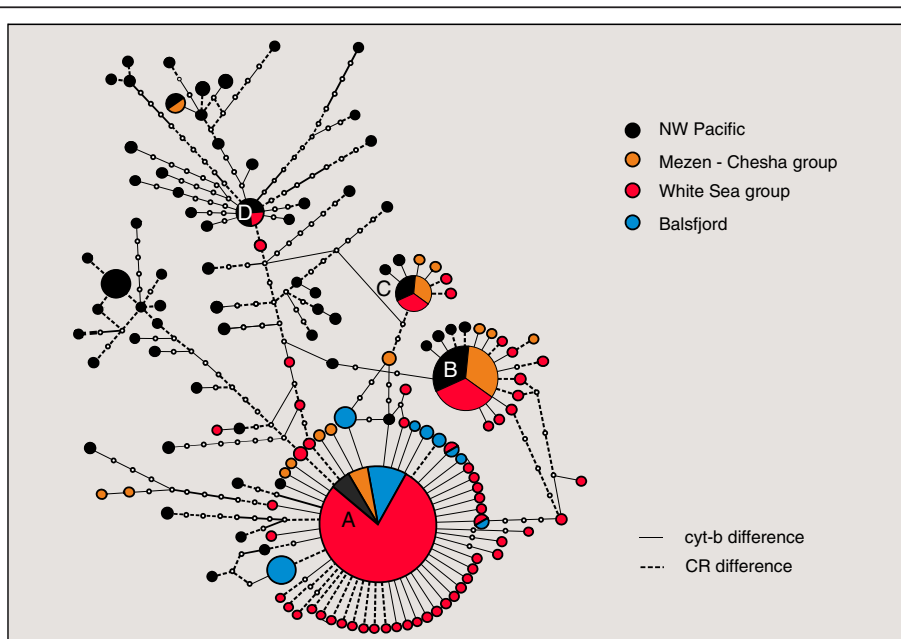 D
C
B
A
NW Pacific
Mezen - Chesha group
White Sea group
Balsfjord
cyt-b difference
CR difference